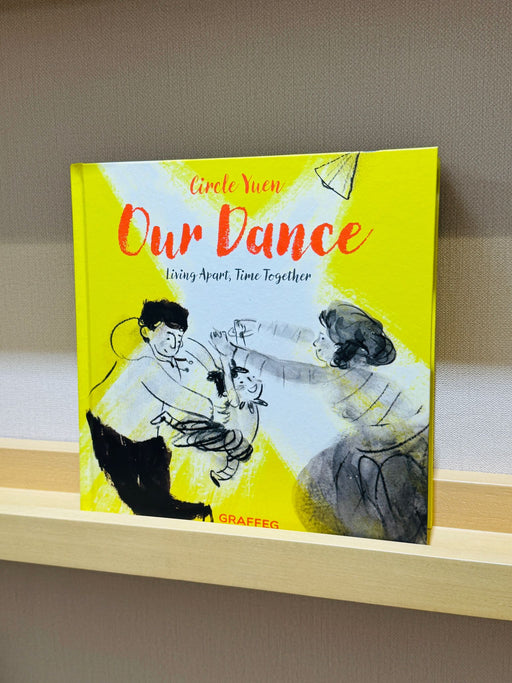 Circle Yuen
Our Dance
Living Apart, Time Together
GRAFFEG